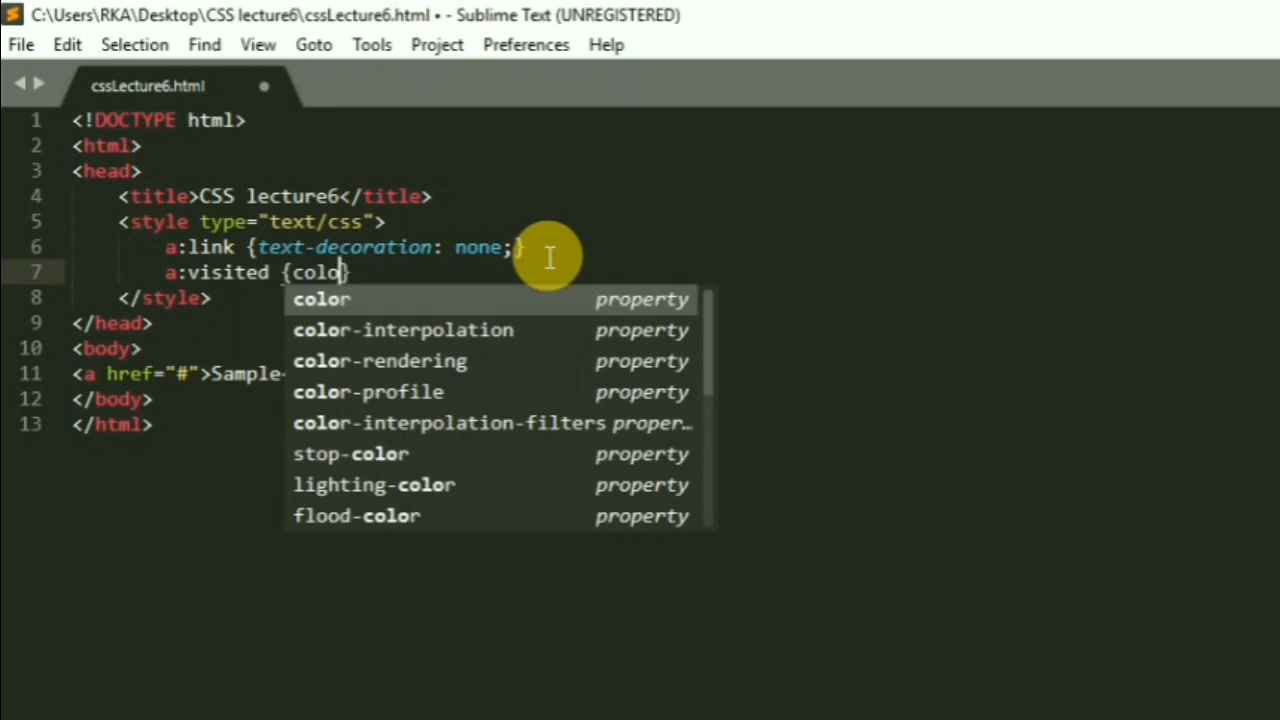 C:\Users\RKA\Desktop\CSS lecture6\cssLecture6.html • - Sublime Text (UNREGISTERED)
File Edit Selection Find View Goto Tools Project Preferences Help
cssLecture6.html
1 <!DOCTYPE html>
2 <html>
3 <head>
4 <title>CSS lecture6</title>
5 <style type="text/css">
6 a:link {text-decoration: none;}
7 a:visited {colo}
8 </style>
9 </head>
10 <body>
11 <a href="#">Sample
12 </body>
13 </html>
color property
color-interpolation property
color-rendering property
color-profile property
color-interpolation-filters proper…
stop-color property
lighting-color property
flood-color property